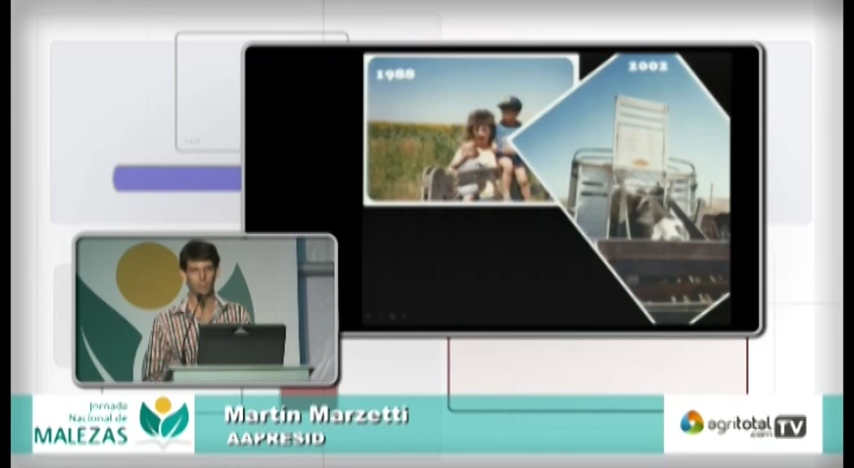 1988
2002
Jornada
Nacional de
MALEZAS
Martín Marzetti
AAPRESID
agritotal
.com
TV